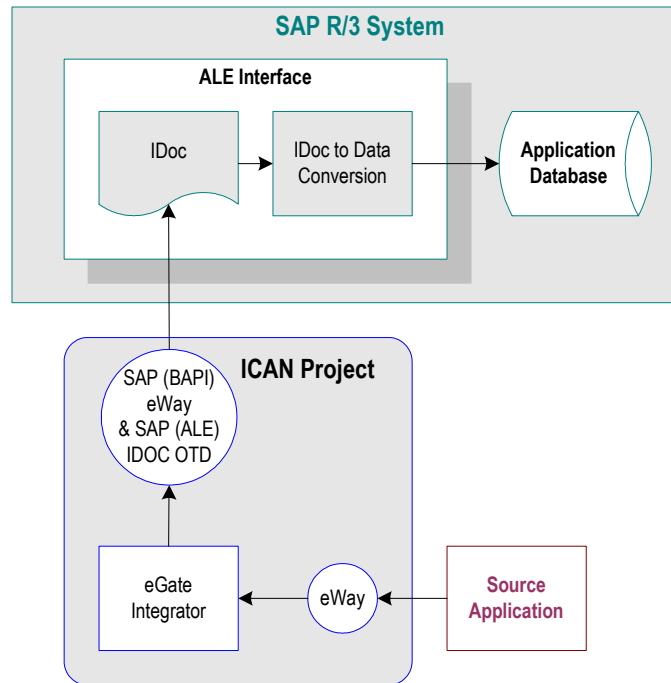 SAP R/3 System
ALE Interface
IDoc
IDoc to Data
Conversion
Application
Database
ICAN Project
SAP (BAPI)
eWay
& SAP (ALE)
IDOC OTD
eGate
Integrator
eWay
Source
Application